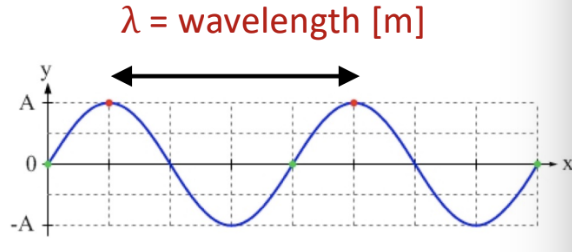 λ = wavelength [m]
y
A
0
x
-A